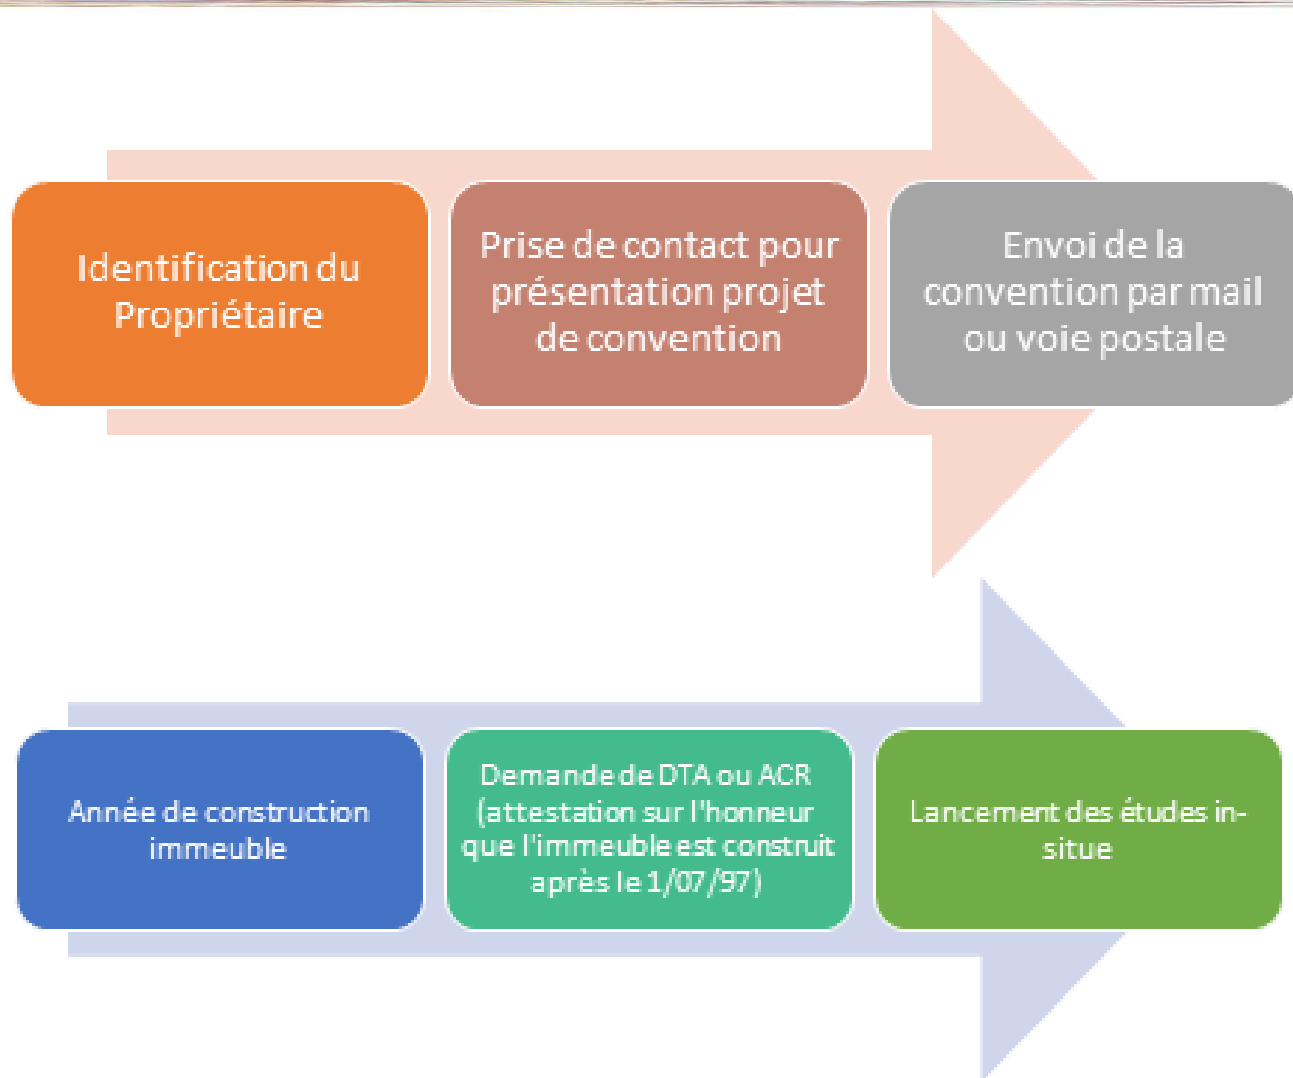 Identification du
Propriétaire
Prise de contact pour
présentation projet
de convention
Envoi de la
convention par mail
ou voie postale
Année de construction
immeuble
Demande de DTA ou ACR
(attestation sur l'honneur
que l'immeuble est construit
après le 1/07/97)
Lancement des études in-
situe